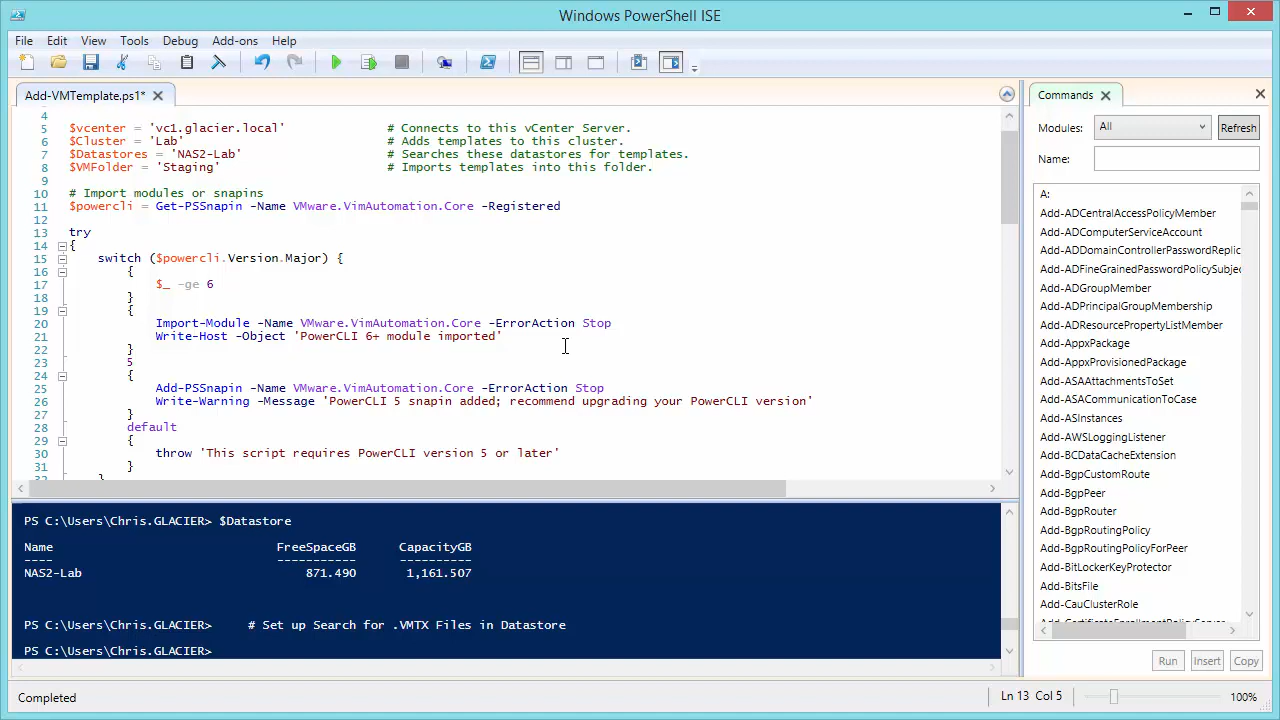 Windows PowerShell ISE
File Edit View Tools Debug Add-ons Help
Add-VMTemplate.ps1*
4
5 $vcenter = 'vc1.glacier.local' # Connects to this vCenter Server.
6 $Cluster = 'Lab' # Adds templates to this cluster.
7 $Datastores = 'NAS2-Lab' # Searches these datastores for templates.
8 $VMFolder = 'Staging' # Imports templates into this folder.
9
10 # Import modules or snapins
11 $powercli = Get-PSSnapin -Name VMware.VimAutomation.Core -Registered
12
13 try
14 {
15 switch ($powercli.Version.Major) {
16 {
17 $_ -ge 6
18 }
19 {
20 Import-Module -Name VMware.VimAutomation.Core -ErrorAction Stop
21 Write-Host -Object 'PowerCLI 6+ module imported'
22 }
23 5
24 {
25 Add-PSSnapin -Name VMware.VimAutomation.Core -ErrorAction Stop
26 Write-Warning -Message 'PowerCLI 5 snapin added; recommend upgrading your PowerCLI version'
27 }
28 default
29 {
30 throw 'This script requires PowerCLI version 5 or later'
31 }
32 }
PS C:\Users\Chris.GLACIER> $Datastore
Name FreeSpaceGB CapacityGB
---- ----------- ----------
NAS2-Lab 871.490 1,161.507
PS C:\Users\Chris.GLACIER> # Set up Search for .VMTX Files in Datastore
PS C:\Users\Chris.GLACIER>
Commands
Modules: All Refresh
Name:
A:
Add-ADCentralAccessPolicyMember
Add-ADComputerServiceAccount
Add-ADDomainControllerPasswordReplic
Add-ADFineGrainedPasswordPolicySubjec
Add-ADGroupMember
Add-ADPrincipalGroupMembership
Add-ADResourcePropertyListMember
Add-AppxPackage
Add-AppxProvisionedPackage
Add-ASAAttachmentsToSet
Add-ASACommunicationToCase
Add-ASInstances
Add-AWSLoggingListener
Add-BCDataCacheExtension
Add-BgpCustomRoute
Add-BgpPeer
Add-BgpRouter
Add-BgpRoutingPolicy
Add-BgpRoutingPolicyForPeer
Add-BitLockerKeyProtector
Add-BitsFile
Add-CauClusterRole
Run Insert Copy
Completed Ln 13 Col 5 100%